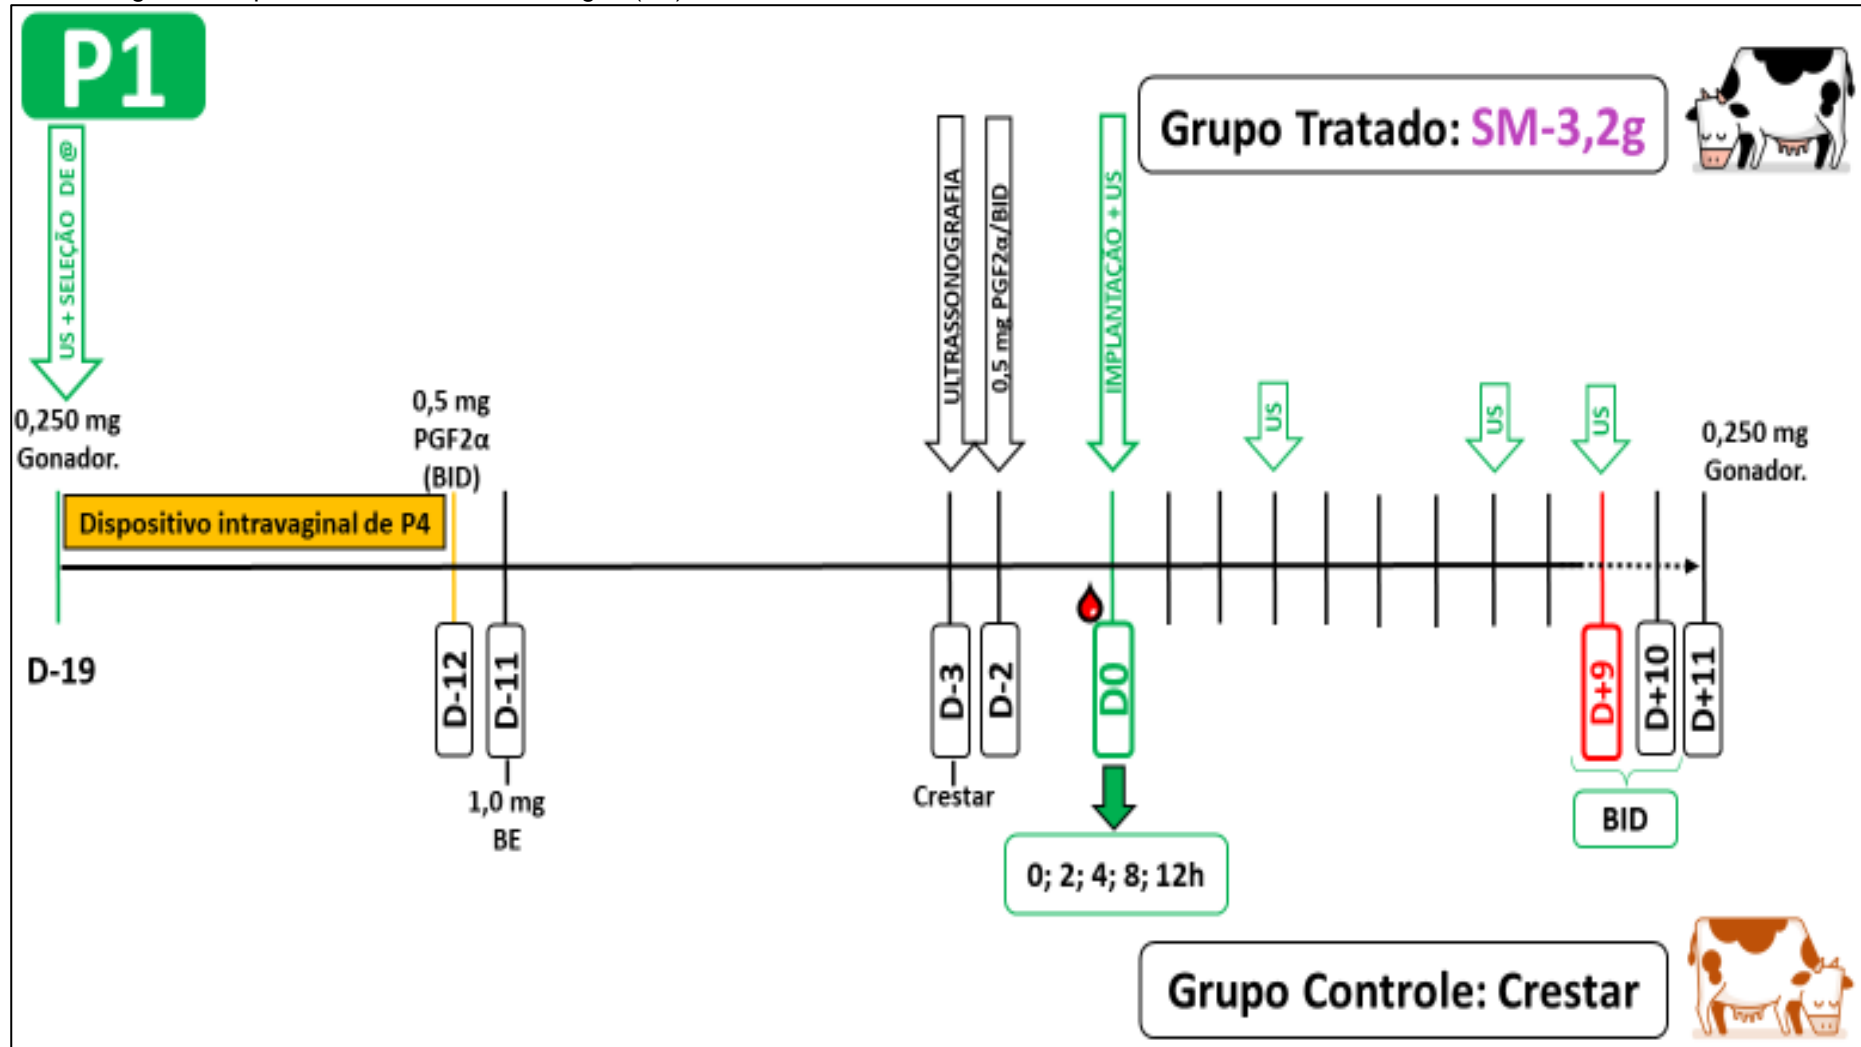 P1
US + SELEÇÃO DE @
0,250 mg
Gonador.
Dispositivo intravaginal de P4
0,5 mg
PGF2α
(BID)
ULTRASSONOGRAFIA
0,5 mg PGF2α/BID
IMPLANTAÇÃO + US
Grupo Tratado: SM-3,2g
US
US
US
0,250 mg
Gonador.
D-19
D-12
D-11
D-3
D-2
D0
D+9
D+10
D+11
1,0 mg
BE
Crestar
BID
0; 2; 4; 8; 12h
Grupo Controle: Crestar